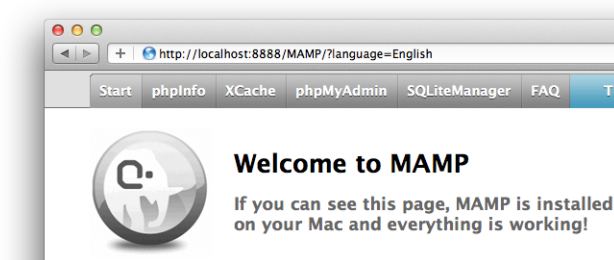 http://localhost:8888/MAMP/?language=English
Start phpInfo XCache phpMyAdmin SQLiteManager FAQ
Welcome to MAMP
If you can see this page, MAMP is installed
on your Mac and everything is working!